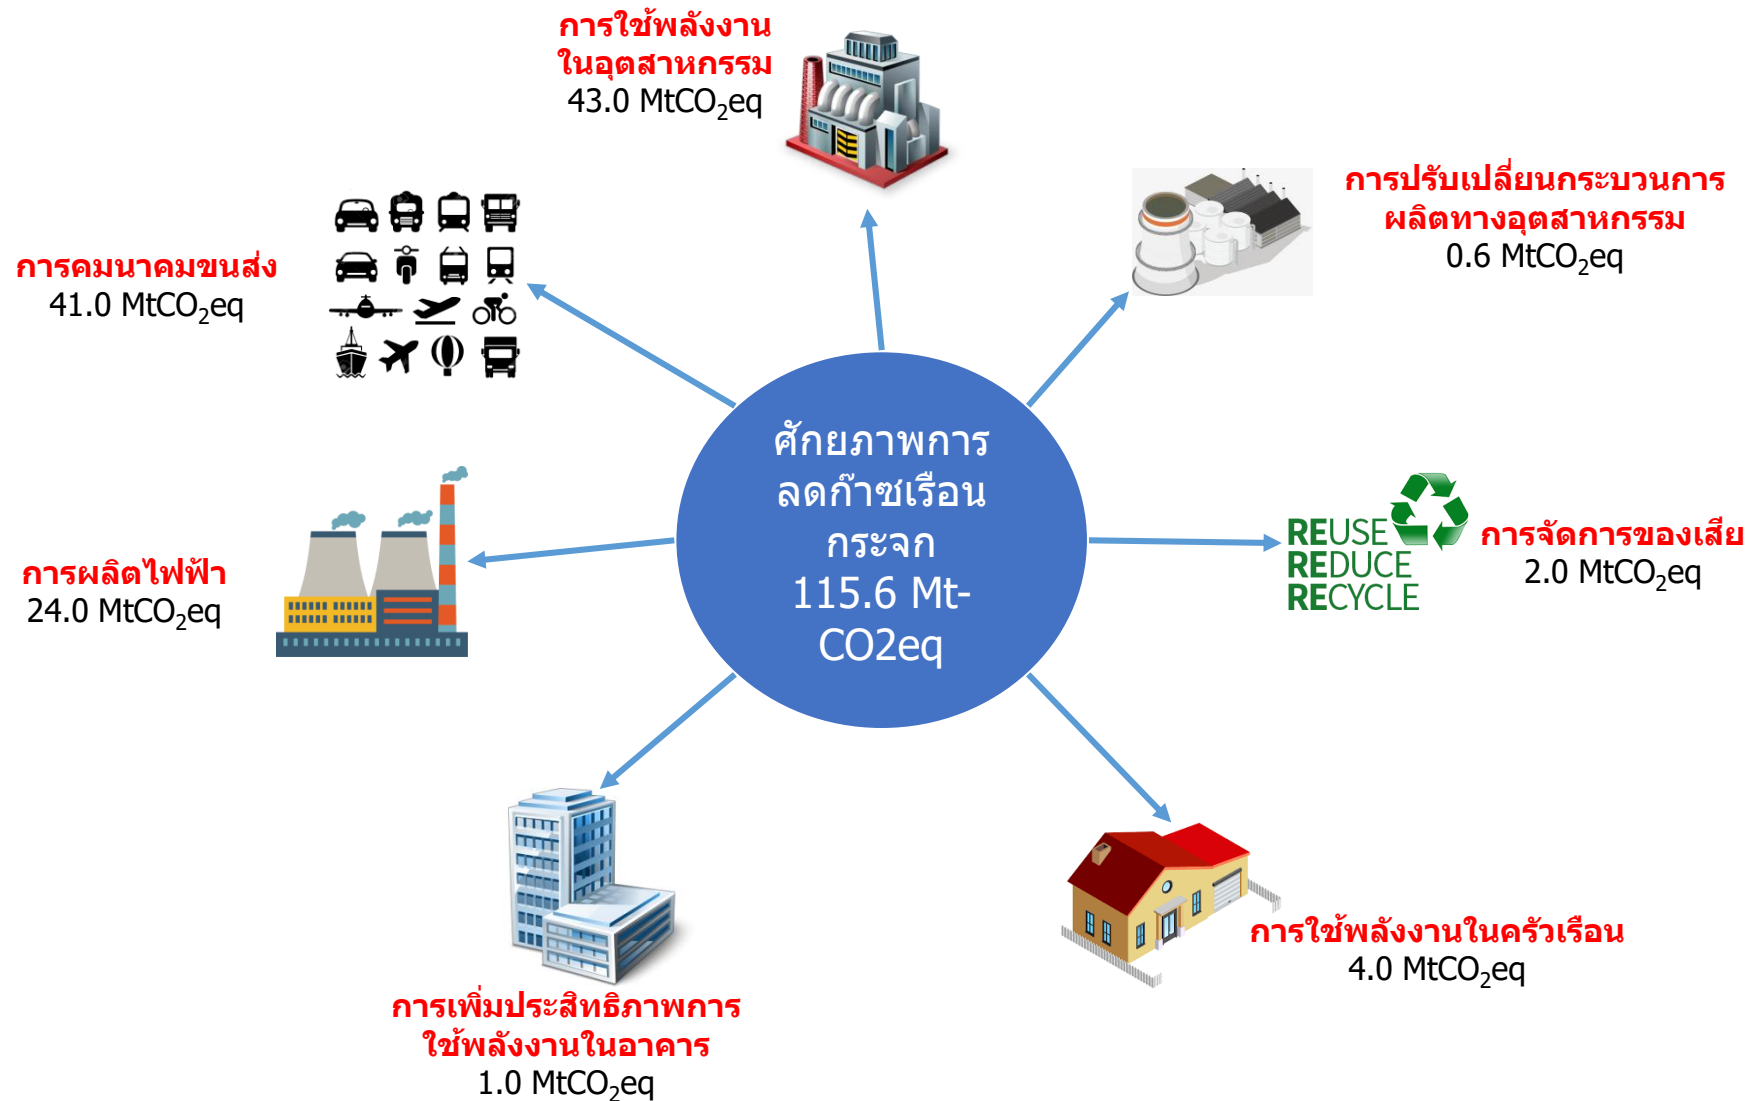 การใช้พลังงาน
ในอุตสาหกรรม
43.0 MtCO₂eq
การปรับเปลี่ยนกระบวนการ
ผลิตทางอุตสาหกรรม
0.6 MtCO₂eq
การคมนาคมขนส่ง
41.0 MtCO₂eq
ศักยภาพการ
ลดก๊าซเรือน
กระจก
115.6 Mt-
CO2eq
REUSE
REDUCE
RECYCLE
การจัดการของเสีย
2.0 MtCO₂eq
การผลิตไฟฟ้า
24.0 MtCO₂eq
การใช้พลังงานในครัวเรือน
4.0 MtCO₂eq
การเพิ่มประสิทธิภาพการ
ใช้พลังงานในอาคาร
1.0 MtCO₂eq